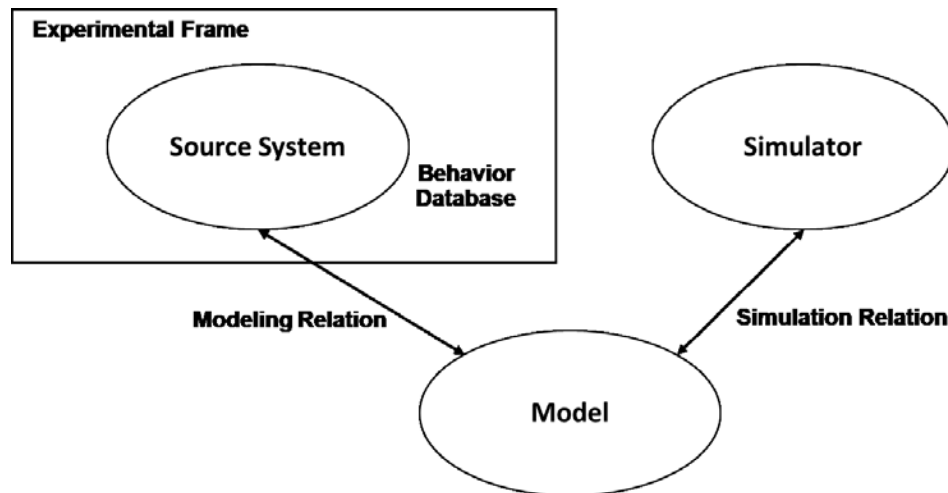 Experimental Frame
Source System
Simulator
Behavior
Database
Modeling Relation
Simulation Relation
Model